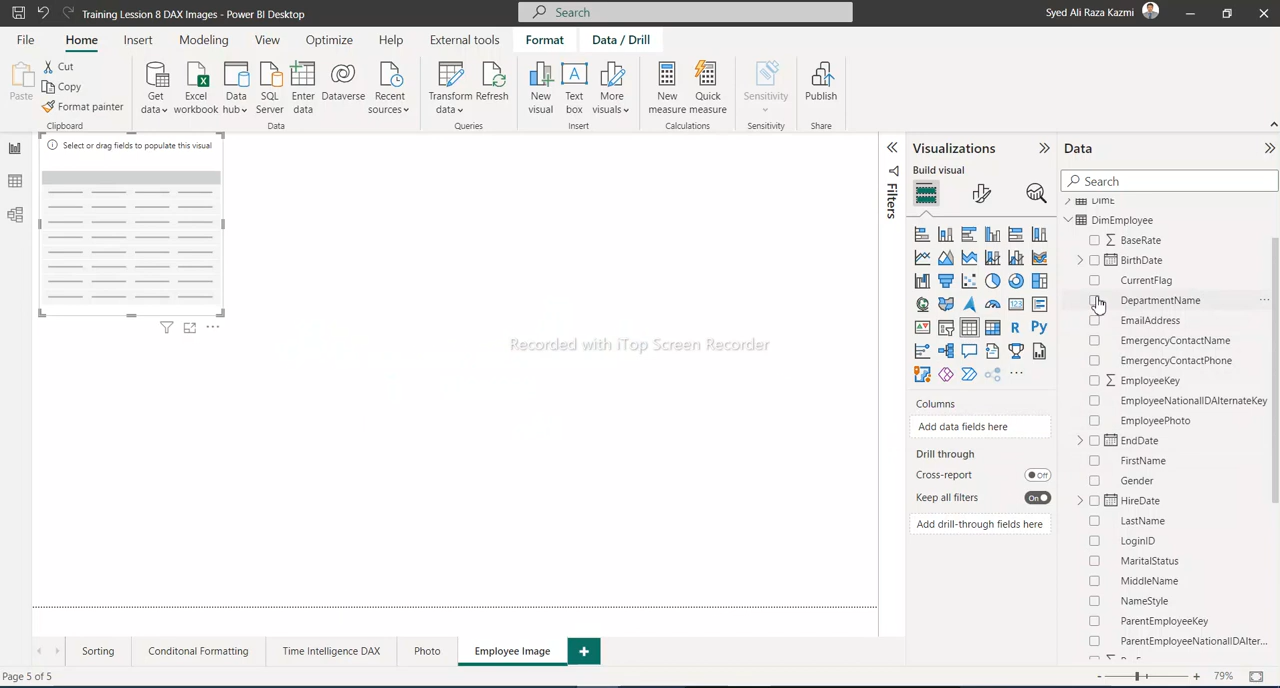 Training Lession 8 DAX Images - Power BI Desktop
Search
Syed Ali Raza Kazmi
File
Home
Insert
Modeling
View
Optimize
Help
External tools
Format
Data / Drill
Paste
Cut
Copy
Format painter
Clipboard
Get data
Excel workbook
Data hub
SQL Server
Enter data
Dataverse
Recent sources
Data
Transform data
Refresh
Queries
New visual
Text box
More visuals
Insert
New measure
Quick measure
Calculations
Sensitivity
Sensitivity
Publish
Share
Select or drag fields to populate this visual
Recorded with iTop Screen Recorder
Filters
Visualizations
Build visual
R
Py
123
Columns
Add data fields here
Drill through
Cross-report
Off
Keep all filters
On
Add drill-through fields here
Data
Search
DimEmployee
BaseRate
BirthDate
CurrentFlag
DepartmentName
EmailAddress
EmergencyContactName
EmergencyContactPhone
EmployeeKey
EmployeeNationalIDAlternateKey
EmployeePhoto
EndDate
FirstName
Gender
HireDate
LastName
LoginID
MaritalStatus
MiddleName
NameStyle
ParentEmployeeKey
ParentEmployeeNationalIDAlter...
Sorting
Conditonal Formatting
Time Intelligence DAX
Photo
Employee Image
Page 5 of 5
79%